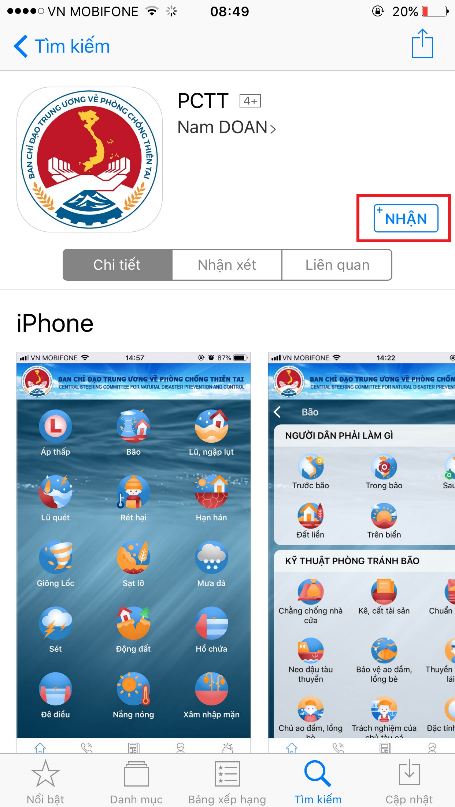 VN MOBIFONE 08:49 20%
Tìm kiếm
BAN CHỈ ĐẠO TRUNG ƯƠNG VỀ PHÒNG CHỐNG THIÊN TAI
PCTT 4+
Nam DOAN
NHẬN
Chi tiết Nhận xét Liên quan
iPhone
VN MOBIFONE 14:57 67%
BAN CHỈ ĐẠO TRUNG ƯƠNG VỀ PHÒNG CHỐNG THIÊN TAI
CENTRAL STEERING COMMITTEE FOR NATURAL DISASTER PREVENTION AND CONTROL
Áp thấp Bão Lũ, ngập lụt
Lũ quét Rét hại Hạn hán
Giông Lốc Sạt lở Mưa đá
Sét Động đất Hồ chứa
Đê điều Nắng nóng Xâm nhập mặn
VN MOBIFONE 14:22
BAN CHỈ ĐẠO TRUNG ƯƠNG VỀ PHÒNG CHỐNG
CENTRAL STEERING COMMITTEE FOR NATURAL DISASTER PREV
Bão
NGƯỜI DÂN PHẢI LÀM GÌ
Trước bão Trong bão Sau
Đất liền Trên biển
KỸ THUẬT PHÒNG TRÁNH BÃO
Chằng chống nhà cửa Kê, cất tài sản Chuẩn
Neo đậu tàu thuyền Bảo vệ ao đầm, lồng bè Thuyền lái
Chủ ao đầm, lồng bè Trách nghiệm của chủ tàu cá Đặc tính
Nổi bật Danh mục Bảng xếp hạng Tìm kiếm Cập nhật